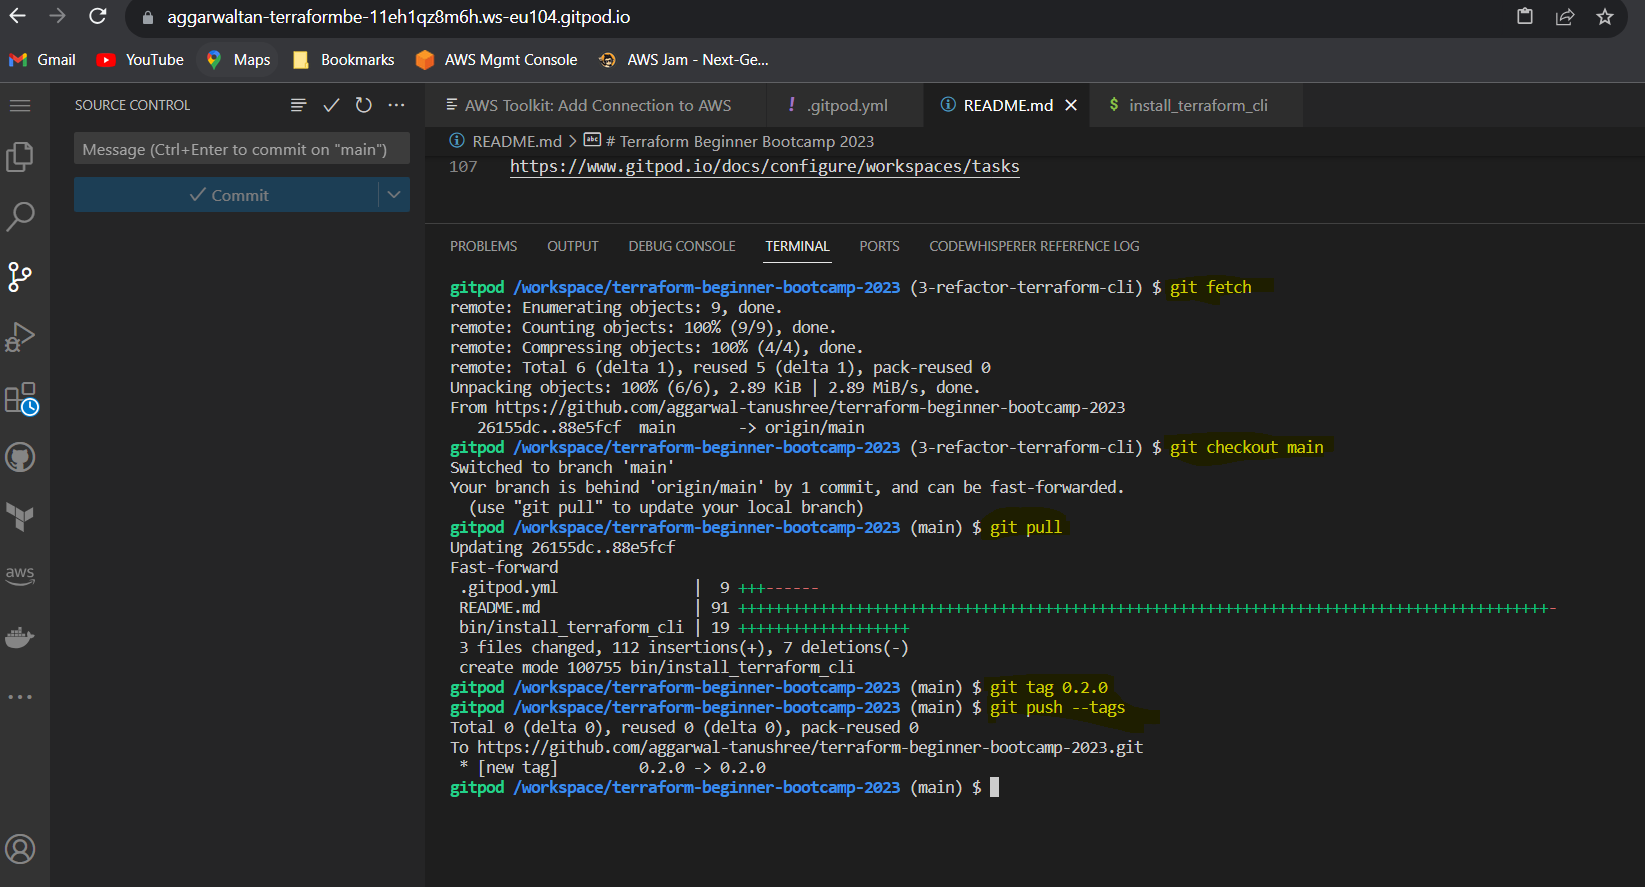 aggarwaltan-terraformbe-11eh1qz8m6h.ws-eu104.gitpod.io
Gmail YouTube Maps Bookmarks AWS Mgmt Console AWS Jam - Next-Ge...
SOURCE CONTROL
Message (Ctrl+Enter to commit on "main")
Commit
aws
AWS Toolkit: Add Connection to AWS ! .gitpod.yml README.md $ install_terraform_cli
README.md > abc # Terraform Beginner Bootcamp 2023
107 https://www.gitpod.io/docs/configure/workspaces/tasks
PROBLEMS OUTPUT DEBUG CONSOLE TERMINAL PORTS CODEWHISPERER REFERENCE LOG
gitpod /workspace/terraform-beginner-bootcamp-2023 (3-refactor-terraform-cli) $ git fetch
remote: Enumerating objects: 9, done.
remote: Counting objects: 100% (9/9), done.
remote: Compressing objects: 100% (4/4), done.
remote: Total 6 (delta 1), reused 5 (delta 1), pack-reused 0
Unpacking objects: 100% (6/6), 2.89 KiB | 2.89 MiB/s, done.
From https://github.com/aggarwal-tanushree/terraform-beginner-bootcamp-2023
26155dc..88e5fcf main -> origin/main
gitpod /workspace/terraform-beginner-bootcamp-2023 (3-refactor-terraform-cli) $ git checkout main
Switched to branch 'main'
Your branch is behind 'origin/main' by 1 commit, and can be fast-forwarded.
(use "git pull" to update your local branch)
gitpod /workspace/terraform-beginner-bootcamp-2023 (main) $ git pull
Updating 26155dc..88e5fcf
Fast-forward
.gitpod.yml | 9 +++------
README.md | 91 ++++++++++++++++++++++++++++++++++++++++++++++++++++++++++++++++++++++++++++++++++++++++++-
bin/install_terraform_cli | 19 +++++++++++++++++++
3 files changed, 112 insertions(+), 7 deletions(-)
create mode 100755 bin/install_terraform_cli
gitpod /workspace/terraform-beginner-bootcamp-2023 (main) $ git tag 0.2.0
gitpod /workspace/terraform-beginner-bootcamp-2023 (main) $ git push --tags
Total 0 (delta 0), reused 0 (delta 0), pack-reused 0
To https://github.com/aggarwal-tanushree/terraform-beginner-bootcamp-2023.git
* [new tag] 0.2.0 -> 0.2.0
gitpod /workspace/terraform-beginner-bootcamp-2023 (main) $